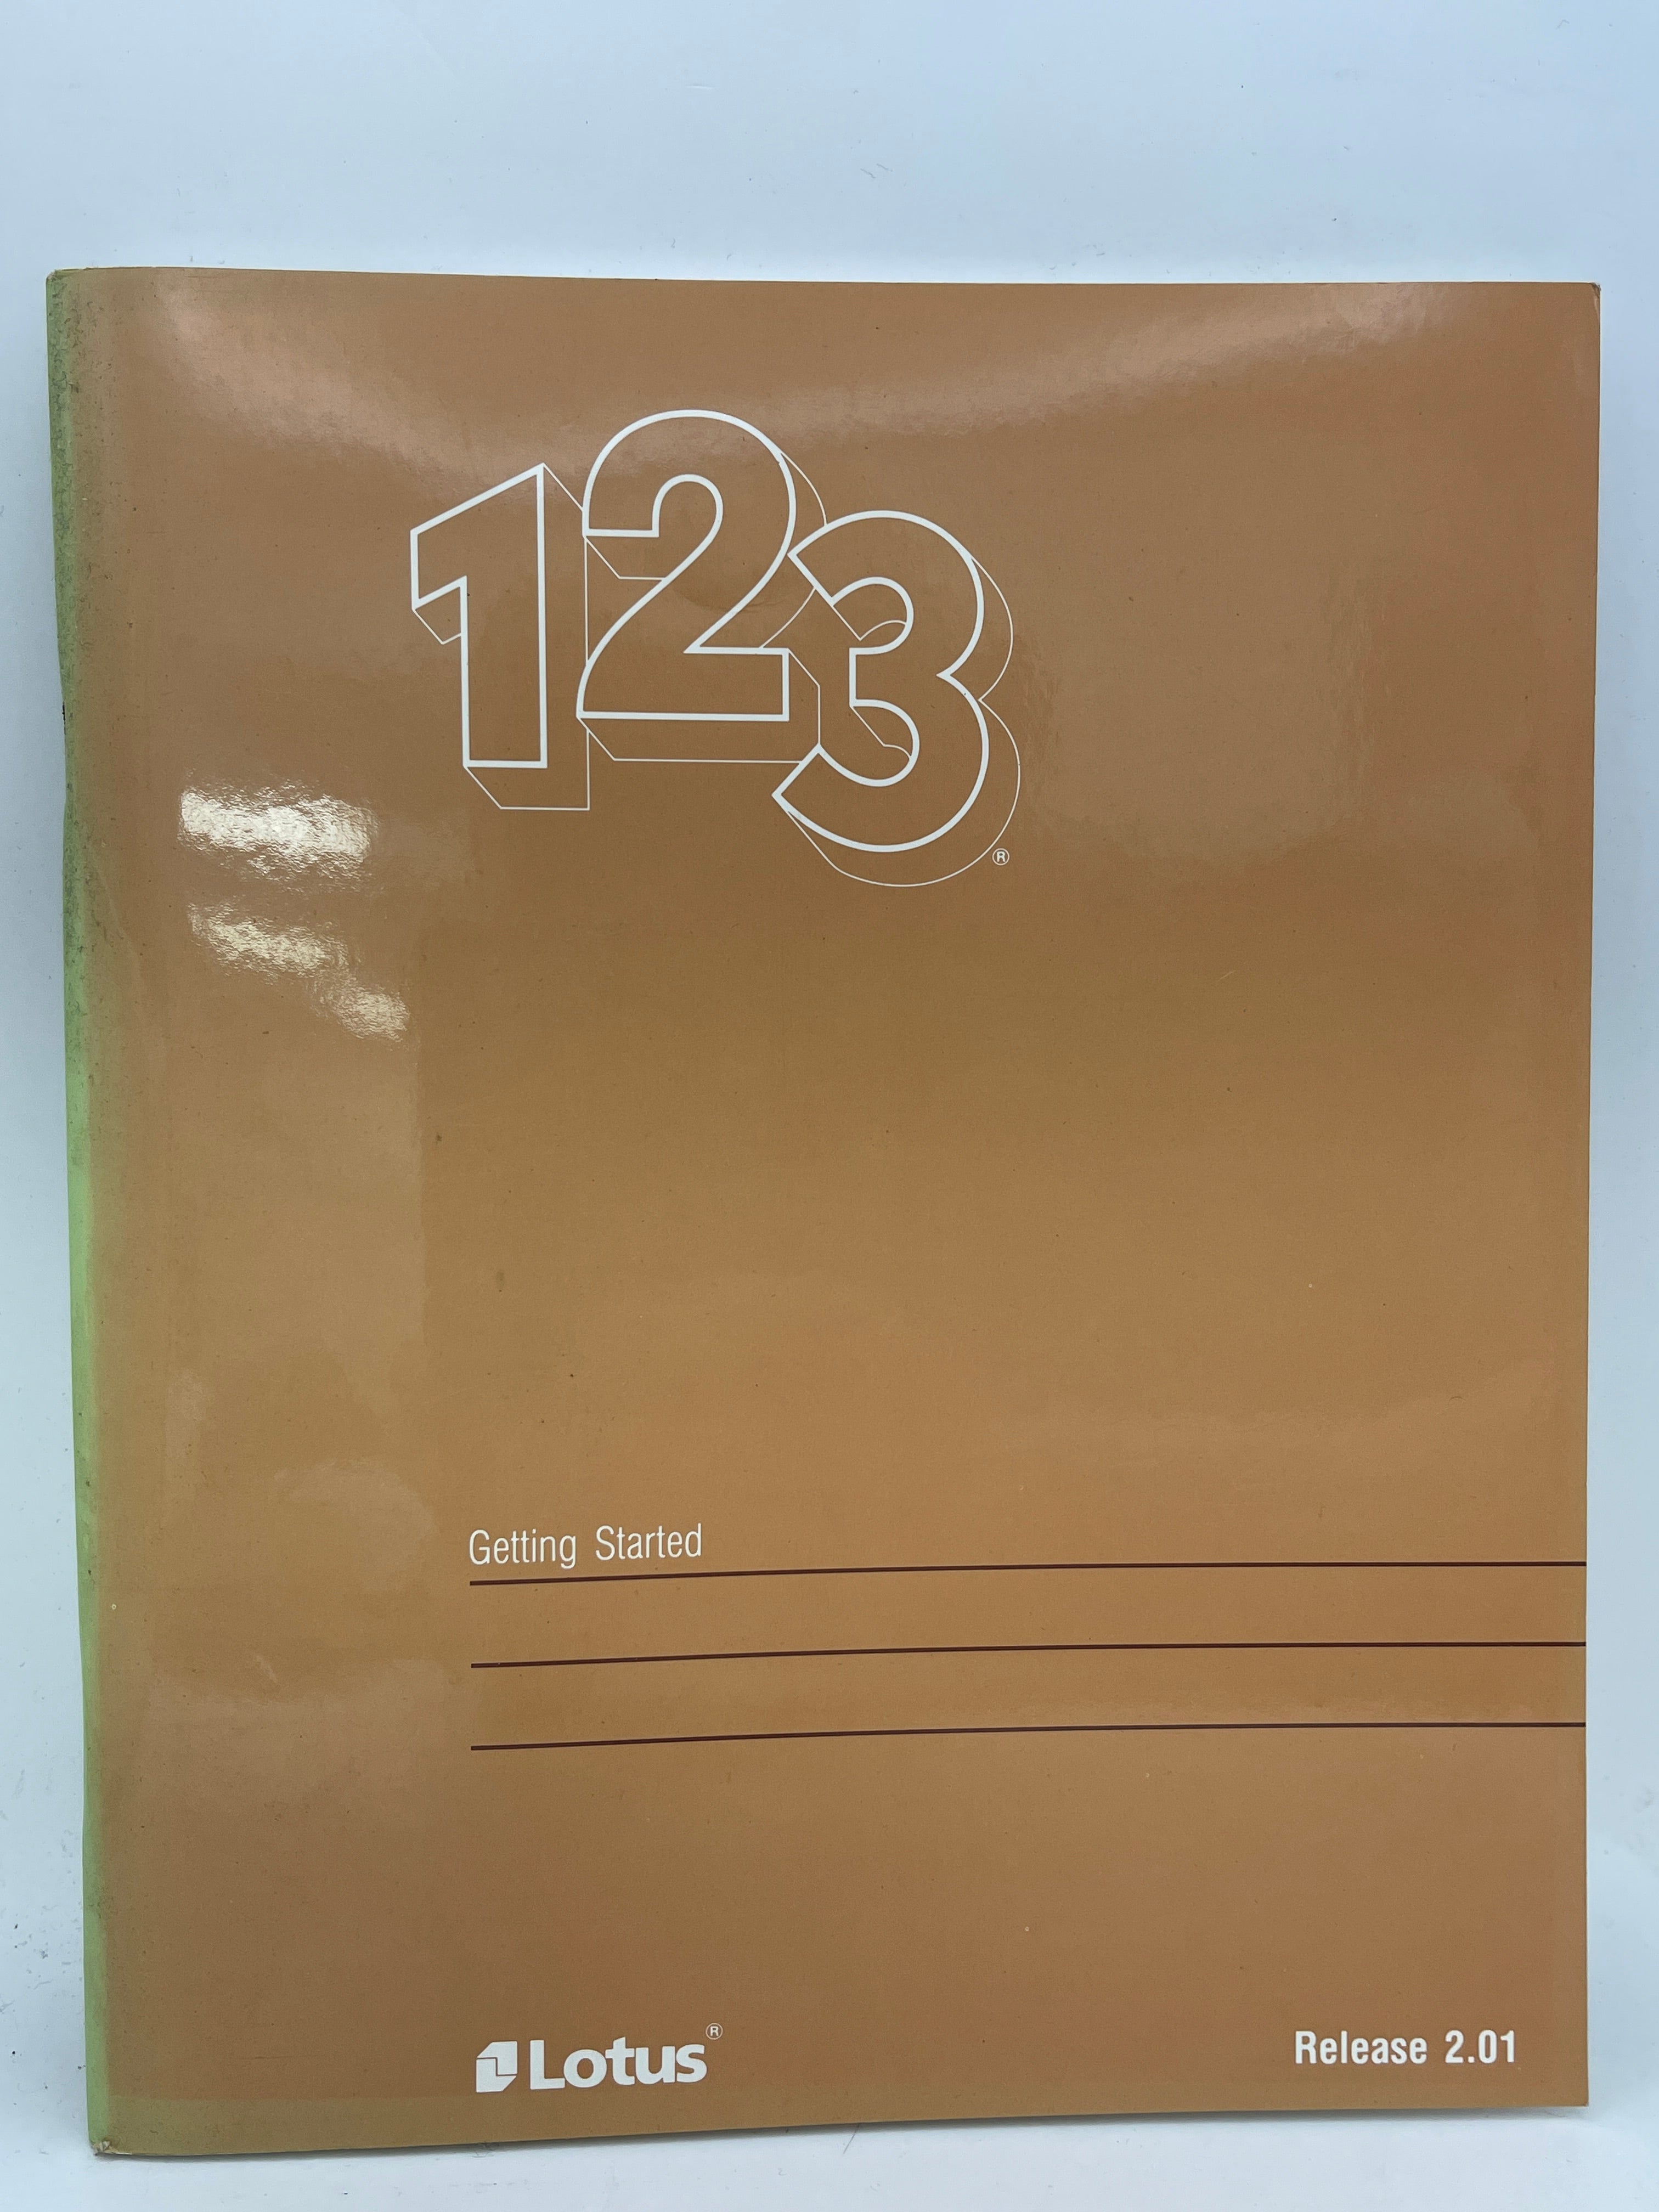 123®
Getting Started
Lotus®
Release 2.01